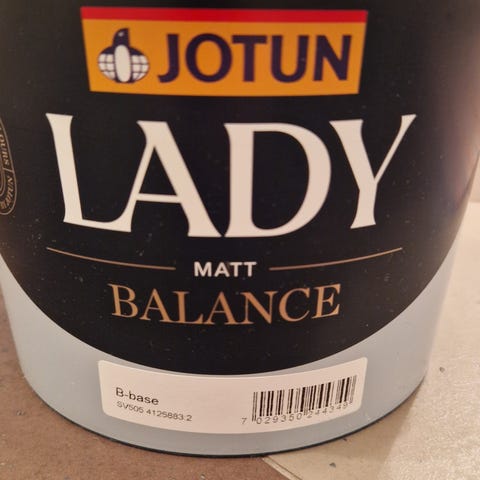 JOTUN
LADY
MATT
BALANCE
B-base
SV505 4125883:2
7 029350 244349